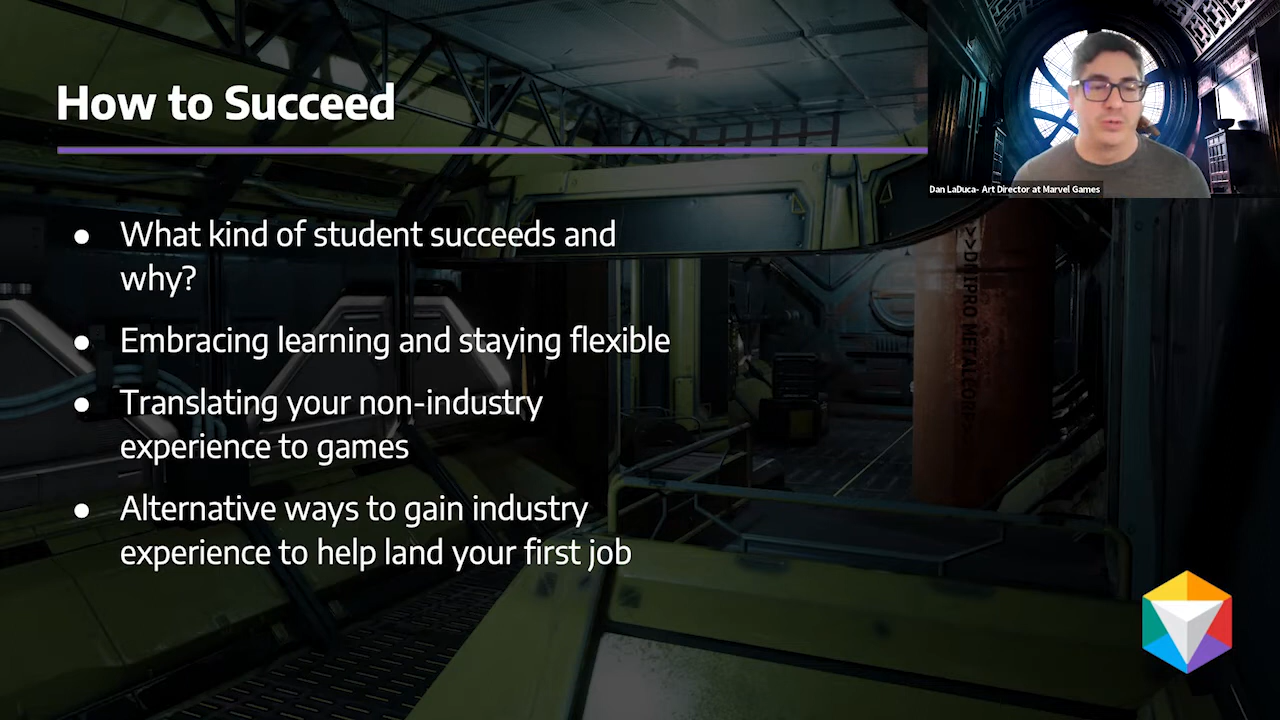 How to Succeed
Dan LaDuca- Art Director at Marvel Games
● What kind of student succeeds and
why?
● Embracing learning and staying flexible
● Translating your non-industry
experience to games
● Alternative ways to gain industry
experience to help land your first job
>>DNIPRO METALCORP